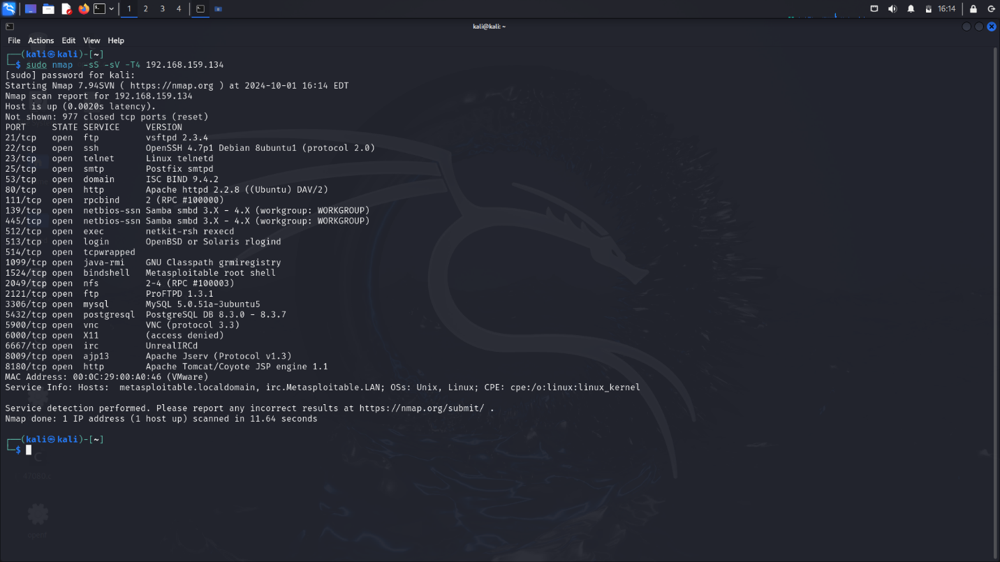 1 2 3 4 16:14
kali@kali: ~
File Actions Edit View Help
┌──(kali㉿kali)-[~]
└─$ sudo nmap  -sS -sV -T4 192.168.159.134
[sudo] password for kali:
Starting Nmap 7.94SVN ( https://nmap.org ) at 2024-10-01 16:14 EDT
Nmap scan report for 192.168.159.134
Host is up (0.0020s latency).
Not shown: 977 closed tcp ports (reset)
PORT     STATE SERVICE     VERSION
21/tcp   open  ftp         vsftpd 2.3.4
22/tcp   open  ssh         OpenSSH 4.7p1 Debian 8ubuntu1 (protocol 2.0)
23/tcp   open  telnet      Linux telnetd
25/tcp   open  smtp        Postfix smtpd
53/tcp   open  domain      ISC BIND 9.4.2
80/tcp   open  http        Apache httpd 2.2.8 ((Ubuntu) DAV/2)
111/tcp  open  rpcbind     2 (RPC #100000)
139/tcp  open  netbios-ssn Samba smbd 3.X - 4.X (workgroup: WORKGROUP)
445/tcp  open  netbios-ssn Samba smbd 3.X - 4.X (workgroup: WORKGROUP)
512/tcp  open  exec        netkit-rsh rexecd
513/tcp  open  login       OpenBSD or Solaris rlogind
514/tcp  open  tcpwrapped
1099/tcp open  java-rmi    GNU Classpath grmiregistry
1524/tcp open  bindshell   Metasploitable root shell
2049/tcp open  nfs         2-4 (RPC #100003)
2121/tcp open  ftp         ProFTPD 1.3.1
3306/tcp open  mysql       MySQL 5.0.51a-3ubuntu5
5432/tcp open  postgresql  PostgreSQL DB 8.3.0 - 8.3.7
5900/tcp open  vnc         VNC (protocol 3.3)
6000/tcp open  X11         (access denied)
6667/tcp open  irc         UnrealIRCd
8009/tcp open  ajp13       Apache Jserv (Protocol v1.3)
8180/tcp open  http        Apache Tomcat/Coyote JSP engine 1.1
MAC Address: 00:0C:29:00:A0:46 (VMware)
Service Info: Hosts:  metasploitable.localdomain, irc.Metasploitable.LAN; OSs: Unix, Linux; CPE: cpe:/o:linux:linux_kernel
Service detection performed. Please report any incorrect results at https://nmap.org/submit/ .
Nmap done: 1 IP address (1 host up) scanned in 11.64 seconds
┌──(kali㉿kali)-[~]
└─$